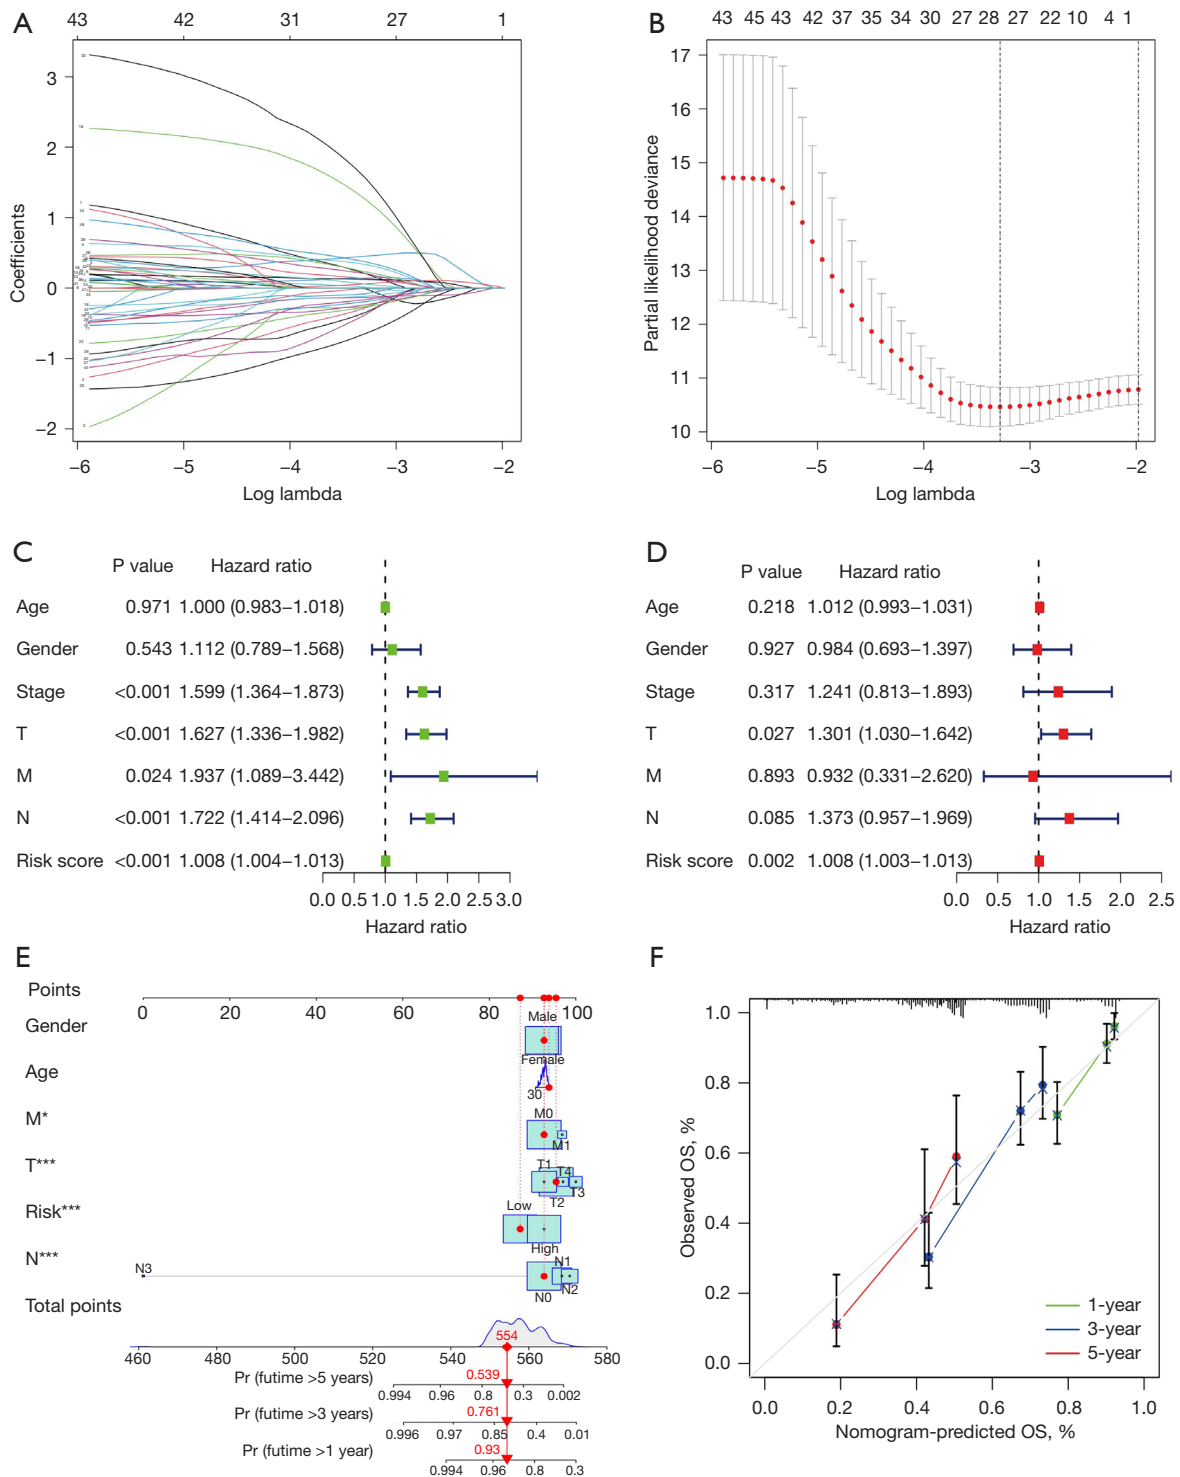 A
43 42 31 27 1
3
2
1
0
−1
−2
Coefficients
−6 −5 −4 −3 −2
Log lambda
B
43 45 43 42 37 35 34 30 27 28 27 22 10 4 1
17
16
15
14
13
12
11
10
Partial likelihood deviance
−6 −5 −4 −3 −2
Log lambda
C
P value Hazard ratio
Age 0.971 1.000 (0.983−1.018)
Gender 0.543 1.112 (0.789−1.568)
Stage <0.001 1.599 (1.364−1.873)
T <0.001 1.627 (1.336−1.982)
M 0.024 1.937 (1.089−3.442)
N <0.001 1.722 (1.414−2.096)
Risk score <0.001 1.008 (1.004−1.013)
0.0 0.5 1.0 1.5 2.0 2.5 3.0
Hazard ratio
D
P value Hazard ratio
Age 0.218 1.012 (0.993−1.031)
Gender 0.927 0.984 (0.693−1.397)
Stage 0.317 1.241 (0.813−1.893)
T 0.027 1.301 (1.030−1.642)
M 0.893 0.932 (0.331−2.620)
N 0.085 1.373 (0.957−1.969)
Risk score 0.002 1.008 (1.003−1.013)
0.0 0.5 1.0 1.5 2.0 2.5
Hazard ratio
E
Points
0 20 40 60 80 100
Gender
Male
Female
Age
30
M*
M0
M1
T***
T1
T4
T3
T2
Risk***
Low
High
N***
N3
N1
N2
N0
Total points
554
460 480 500 520 540 560 580
Pr (futime >5 years) 0.539
0.994 0.96 0.8 0.3 0.002
Pr (futime >3 years) 0.761
0.996 0.97 0.85 0.4 0.01
Pr (futime >1 year) 0.93
0.994 0.96 0.8 0.3
F
1.0
0.8
0.6
0.4
0.2
0.0
Observed OS, %
1-year
3-year
5-year
0.0 0.2 0.4 0.6 0.8 1.0
Nomogram-predicted OS, %